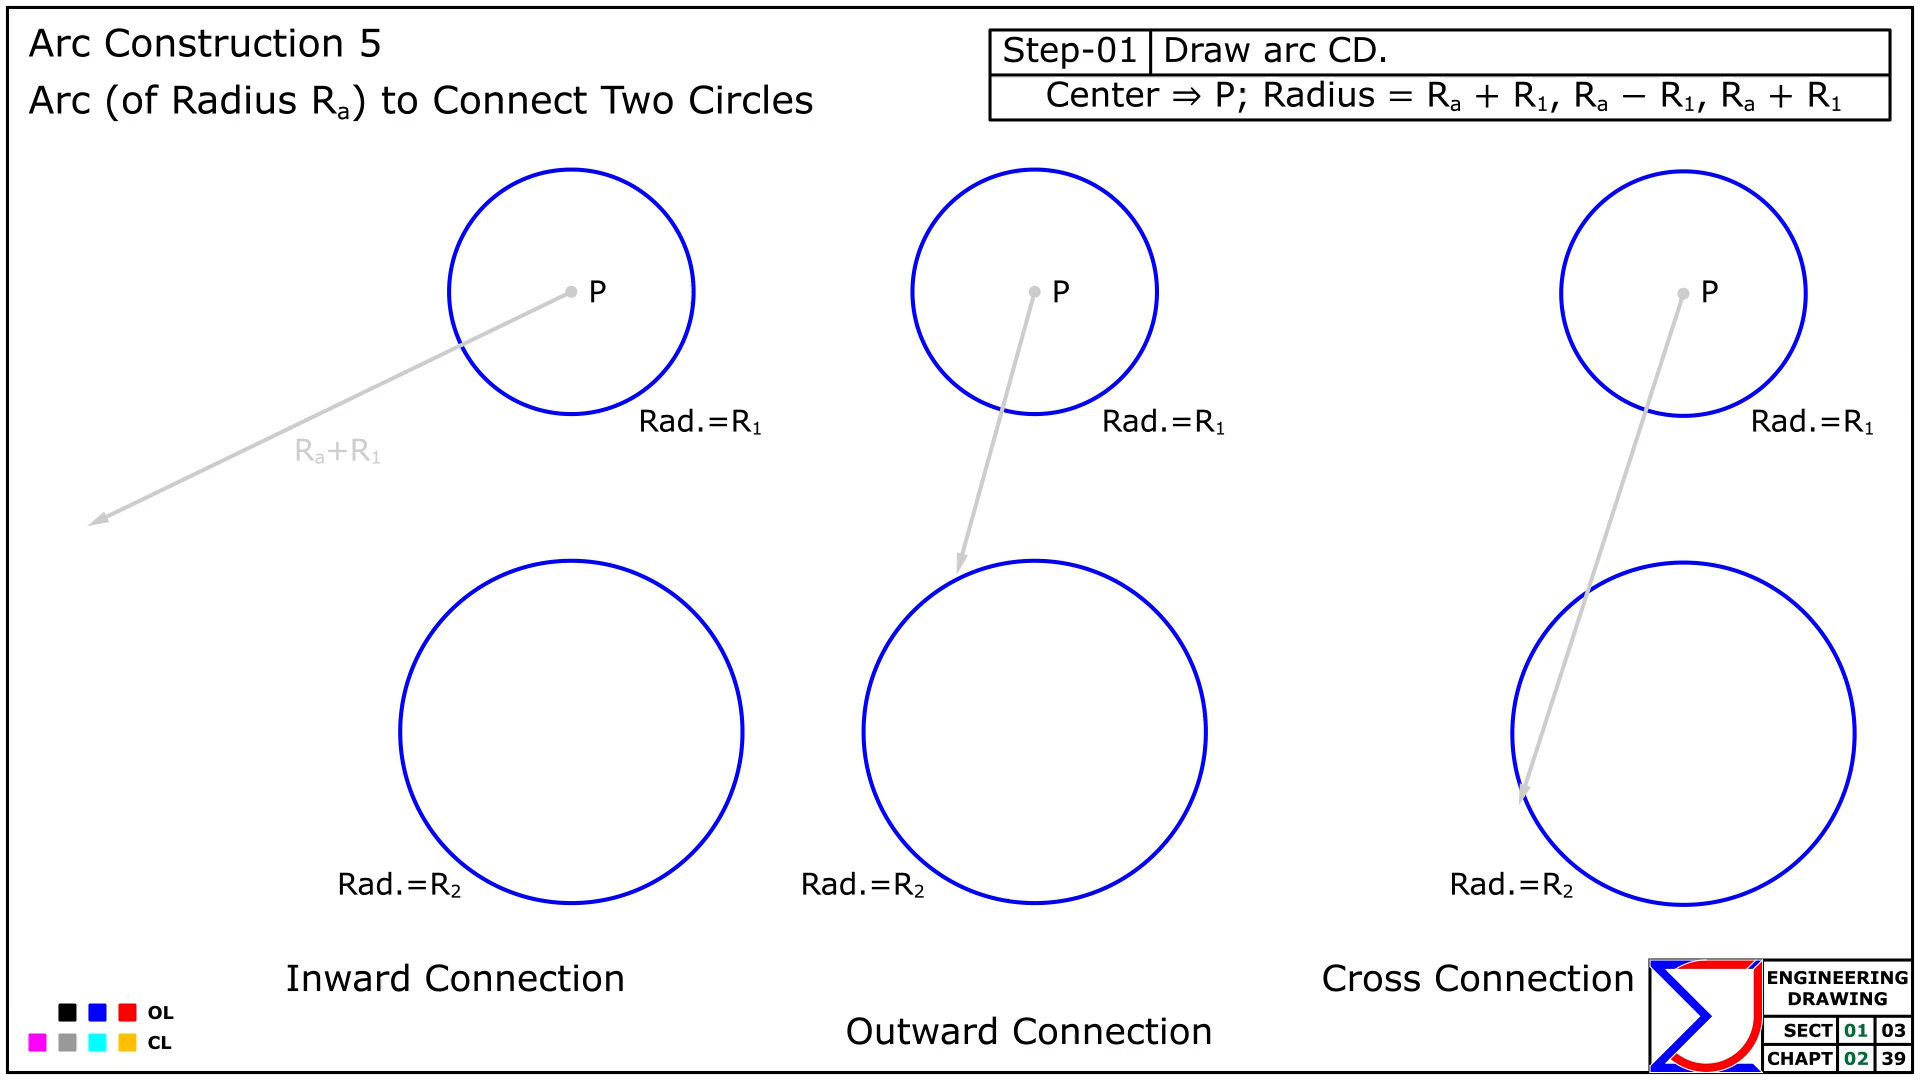 Arc Construction 5
Arc (of Radius Rₐ) to Connect Two Circles
Step-01 Draw arc CD.
Center ⇒ P; Radius = Rₐ + R₁, Rₐ − R₁, Rₐ + R₁
P P P
Rad.=R₁ Rad.=R₁ Rad.=R₁
Rₐ+R₁
Rad.=R₂ Rad.=R₂ Rad.=R₂
Inward Connection
Outward Connection
Cross Connection
OL
CL
ENGINEERING
DRAWING
SECT 01 03
CHAPT 02 39